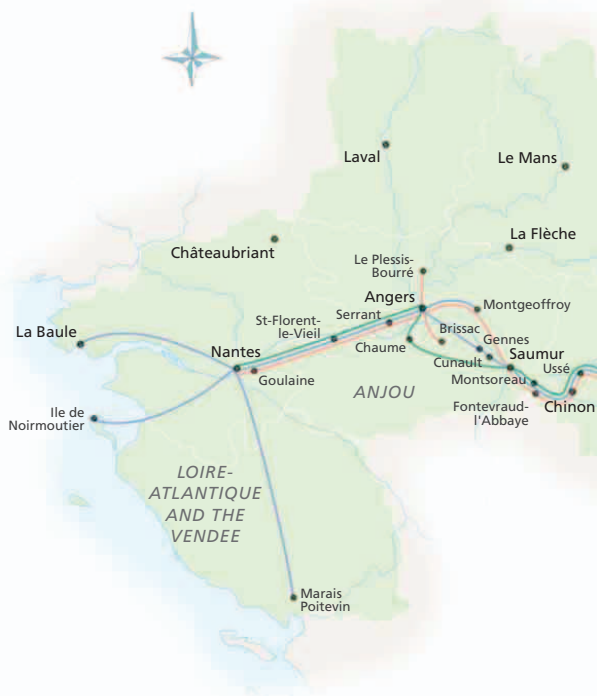 Laval
Le Mans
La Flèche
Châteaubriant
Le Plessis-
Bourré
Angers
Montgeoffroy
St-Florent-
le-Vieil
Serrant
Brissac
Gennes
La Baule
Nantes
Chaume
Cunault
Saumur
Ussé
Goulaine
Montsoreau
ANJOU
Chinon
Fontevraud-
l'Abbaye
Ile de
Noirmoutier
LOIRE-
ATLANTIQUE
AND THE
VENDEE
Marais
Poitevin